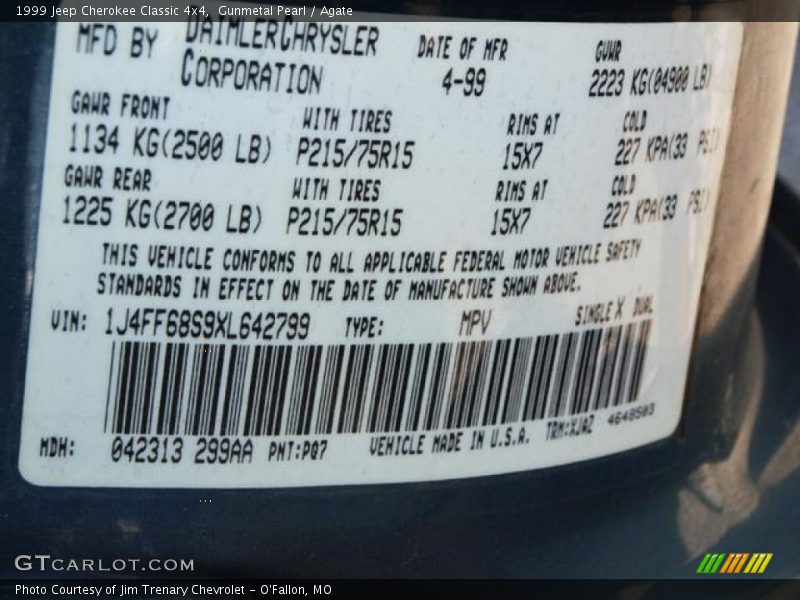 1999 Jeep Cherokee Classic 4x4, Gunmetal Pearl / Agate
MFD BY DAIMLERCHRYSLER CORPORATION DATE OF MFR 4-99 GVWR 2223 KG(04900 LB)
GAWR FRONT WITH TIRES RIMS AT COLD
1134 KG(2500 LB) P215/75R15 15X7 227 KPA(33 PSI)
GAWR REAR WITH TIRES RIMS AT COLD
1225 KG(2700 LB) P215/75R15 15X7 227 KPA(33 PSI)
THIS VEHICLE CONFORMS TO ALL APPLICABLE FEDERAL MOTOR VEHICLE SAFETY
STANDARDS IN EFFECT ON THE DATE OF MANUFACTURE SHOWN ABOVE.
VIN: 1J4FF68S9XL642799 TYPE: MPV SINGLE X DUAL
MDH: 042313 299AA PNT:PQ7 VEHICLE MADE IN U.S.A. TRM:XJAZ 4648503
GTCARLOT.COM
Photo Courtesy of Jim Trenary Chevrolet - O'Fallon, MO